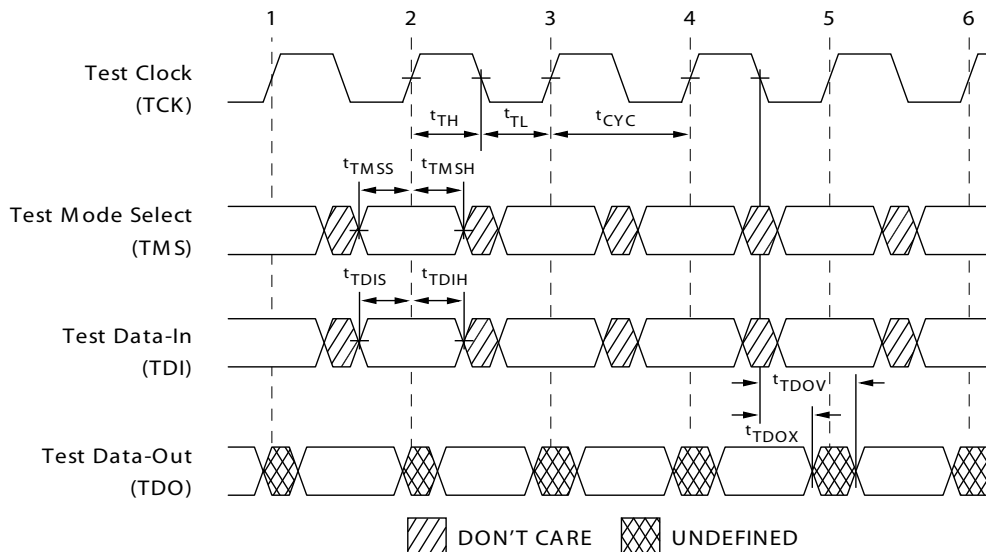 1 2 3 4 5 6
Test Clock
(TCK)
tTH tTL tCYC
tTMSS tTMSH
Test Mode Select
(TMS)
tTDIS tTDIH
Test Data-In
(TDI)
tTDOV
tTDOX
Test Data-Out
(TDO)
DON'T CARE UNDEFINED